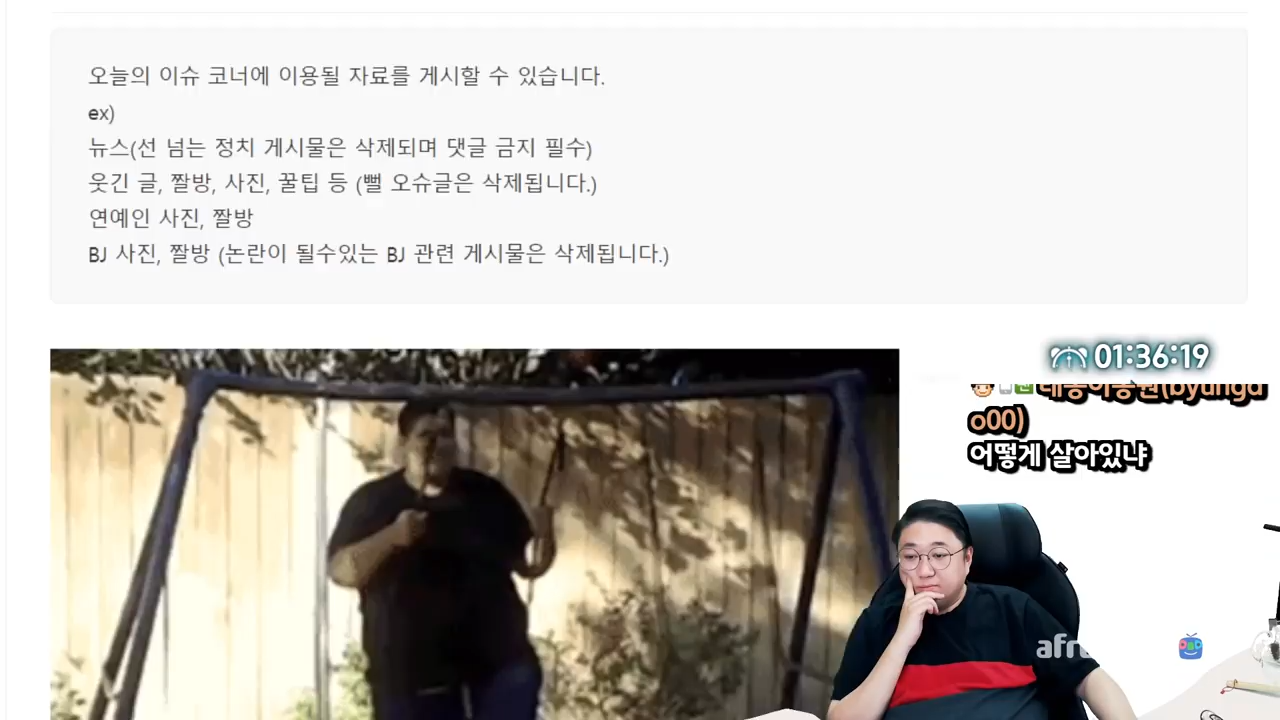 오늘의 이슈 코너에 이용될 자료를 게시할 수 있습니다.
ex)
뉴스(선 넘는 정치 게시물은 삭제되며 댓글 금지 필수)
웃긴 글, 짤방, 사진, 꿀팁 등 (뻘 오슈글은 삭제됩니다.)
연예인 사진, 짤방
BJ 사진, 짤방 (논란이 될수있는 BJ 관련 게시물은 삭제됩니다.)
01:36:19
o00)
어떻게 살아있냐
afr